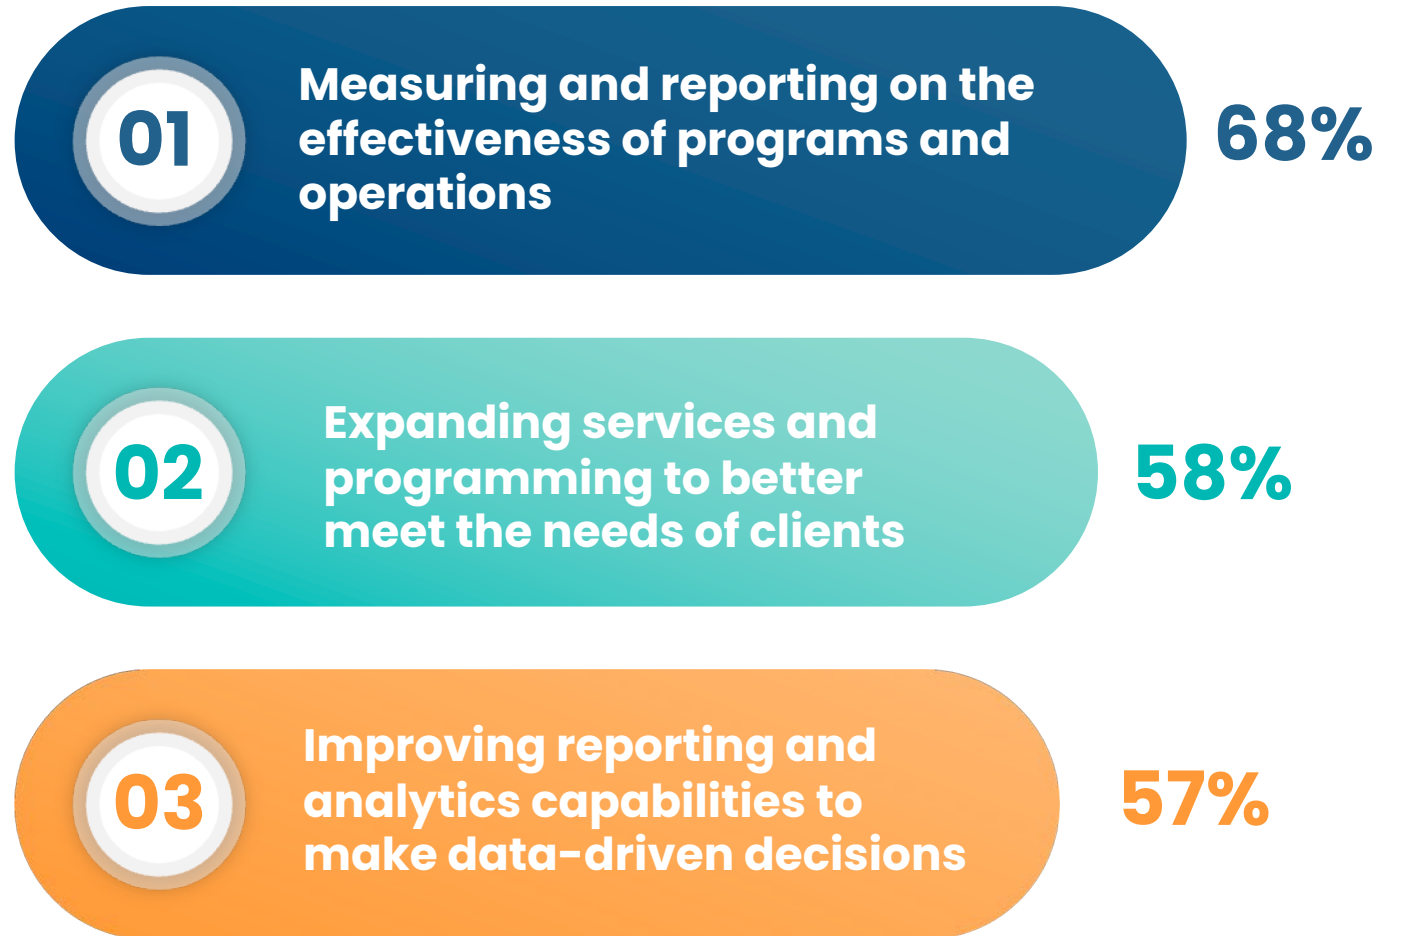 01
Measuring and reporting on the
effectiveness of programs and
operations
68%
02
Expanding services and
programming to better
meet the needs of clients
58%
03
Improving reporting and
analytics capabilities to
make data-driven decisions
57%